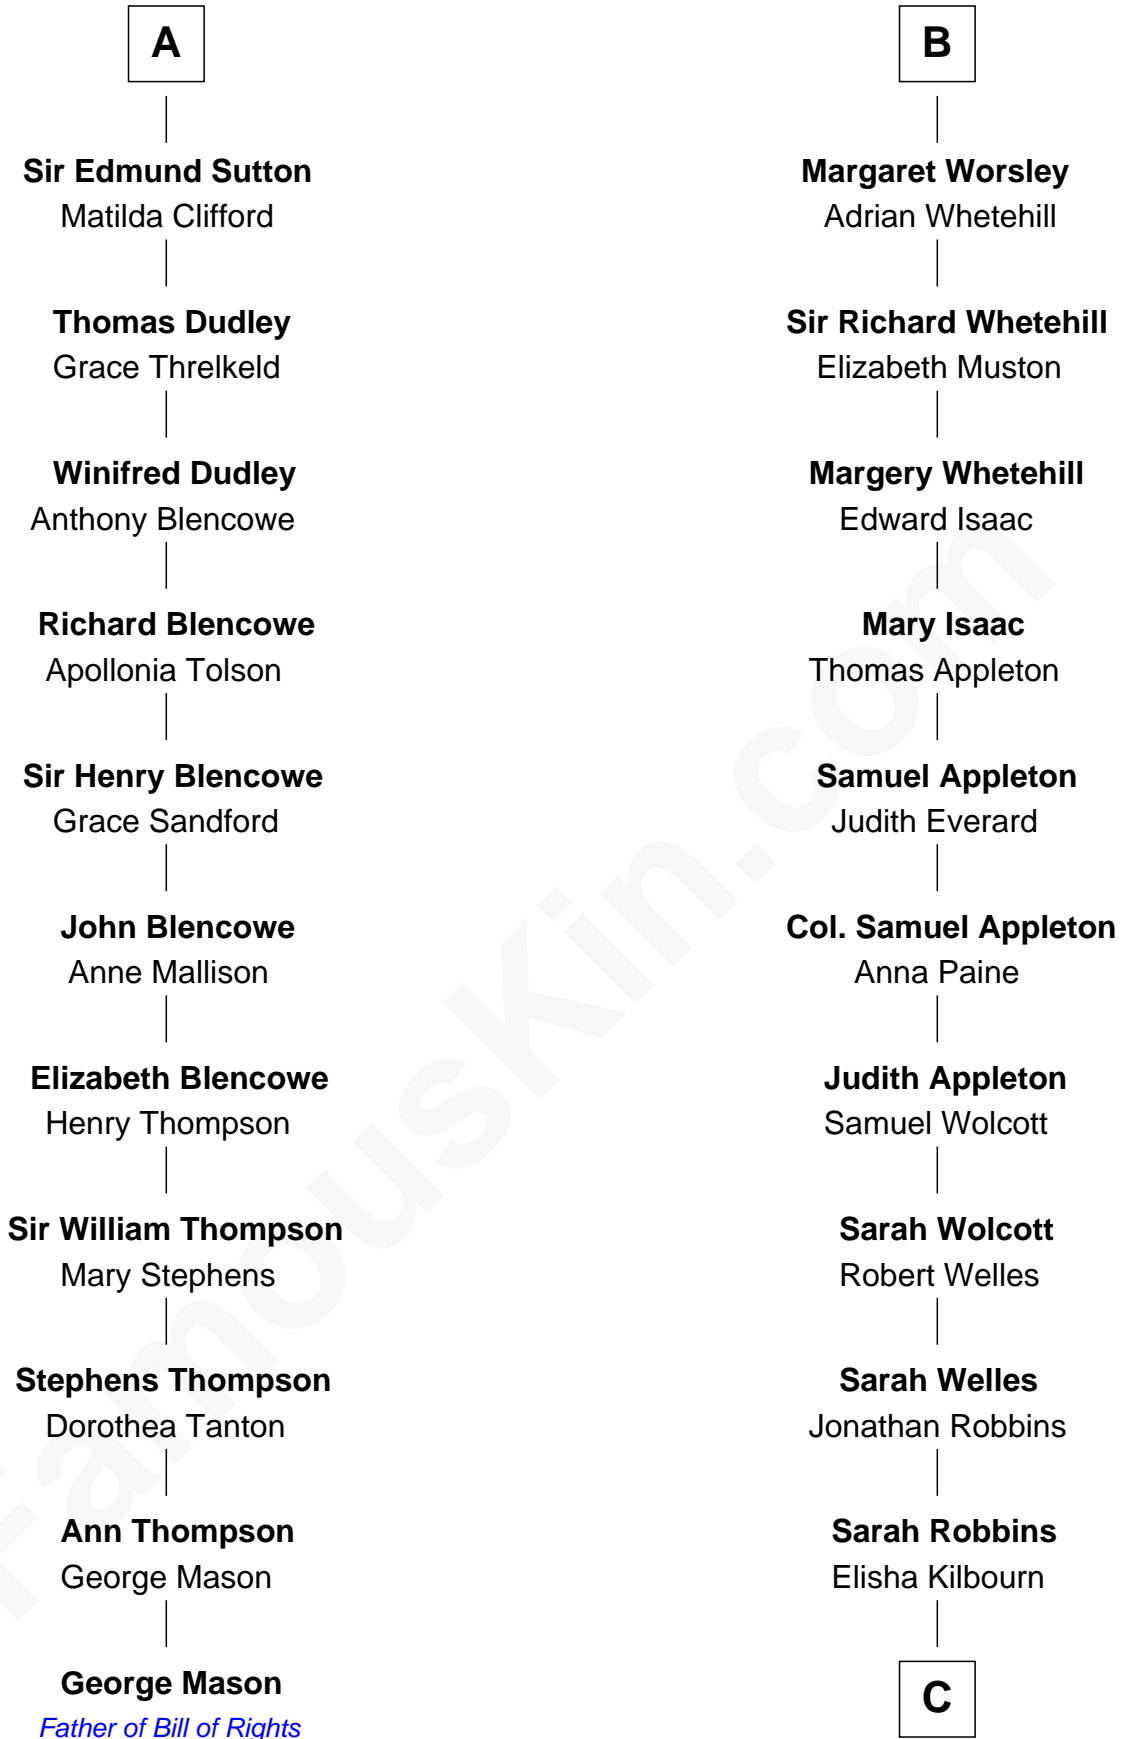 A
Sir Edmund Sutton
Matilda Clifford
Thomas Dudley
Grace Threlkeld
Winifred Dudley
Anthony Blencowe
Richard Blencowe
Apollonia Tolson
Sir Henry Blencowe
Grace Sandford
John Blencowe
Anne Mallison
Elizabeth Blencowe
Henry Thompson
Sir William Thompson
Mary Stephens
Stephens Thompson
Dorothea Tanton
Ann Thompson
George Mason
George Mason
Father of Bill of Rights
B
Margaret Worsley
Adrian Whetehill
Sir Richard Whetehill
Elizabeth Muston
Margery Whetehill
Edward Isaac
Mary Isaac
Thomas Appleton
Samuel Appleton
Judith Everard
Col. Samuel Appleton
Anna Paine
Judith Appleton
Samuel Wolcott
Sarah Wolcott
Robert Welles
Sarah Welles
Jonathan Robbins
Sarah Robbins
Elisha Kilbourn
C
FamousKin.com